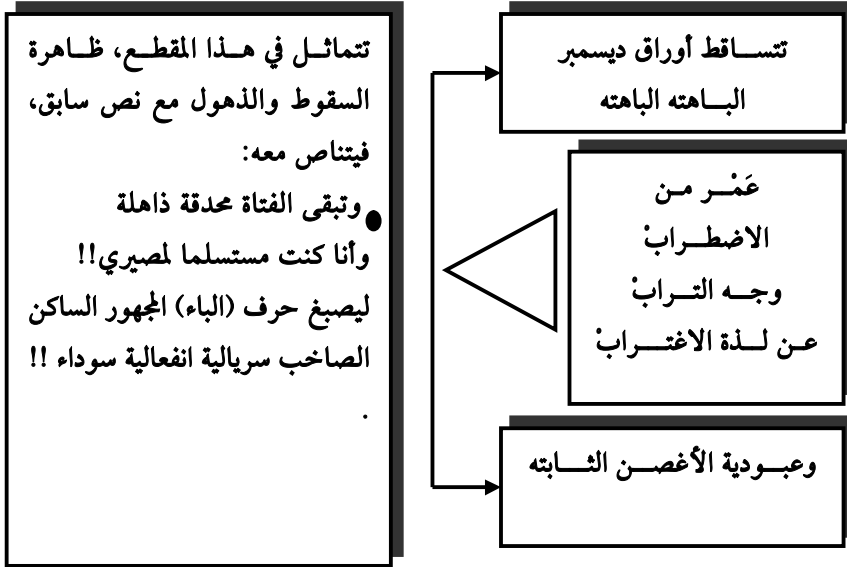 تتساقط أوراق ديسمبر
الباهته الباهته
عَمْر من
الاضطرابْ
وجه الترابْ
عن لذة الاغترابْ
وعبودية الأغصن الثابته
تتماثل في هذا المقطع، ظاهرة
السقوط والذهول مع نص سابق،
فيتناص معه:
وتبقى الفتاة محدقة ذاهلة
وأنا كنت مستسلما لمصيري!!
ليصبغ حرف (الباء) المجهور الساكن
الصاخب سريالية انفعالية سوداء !!
.